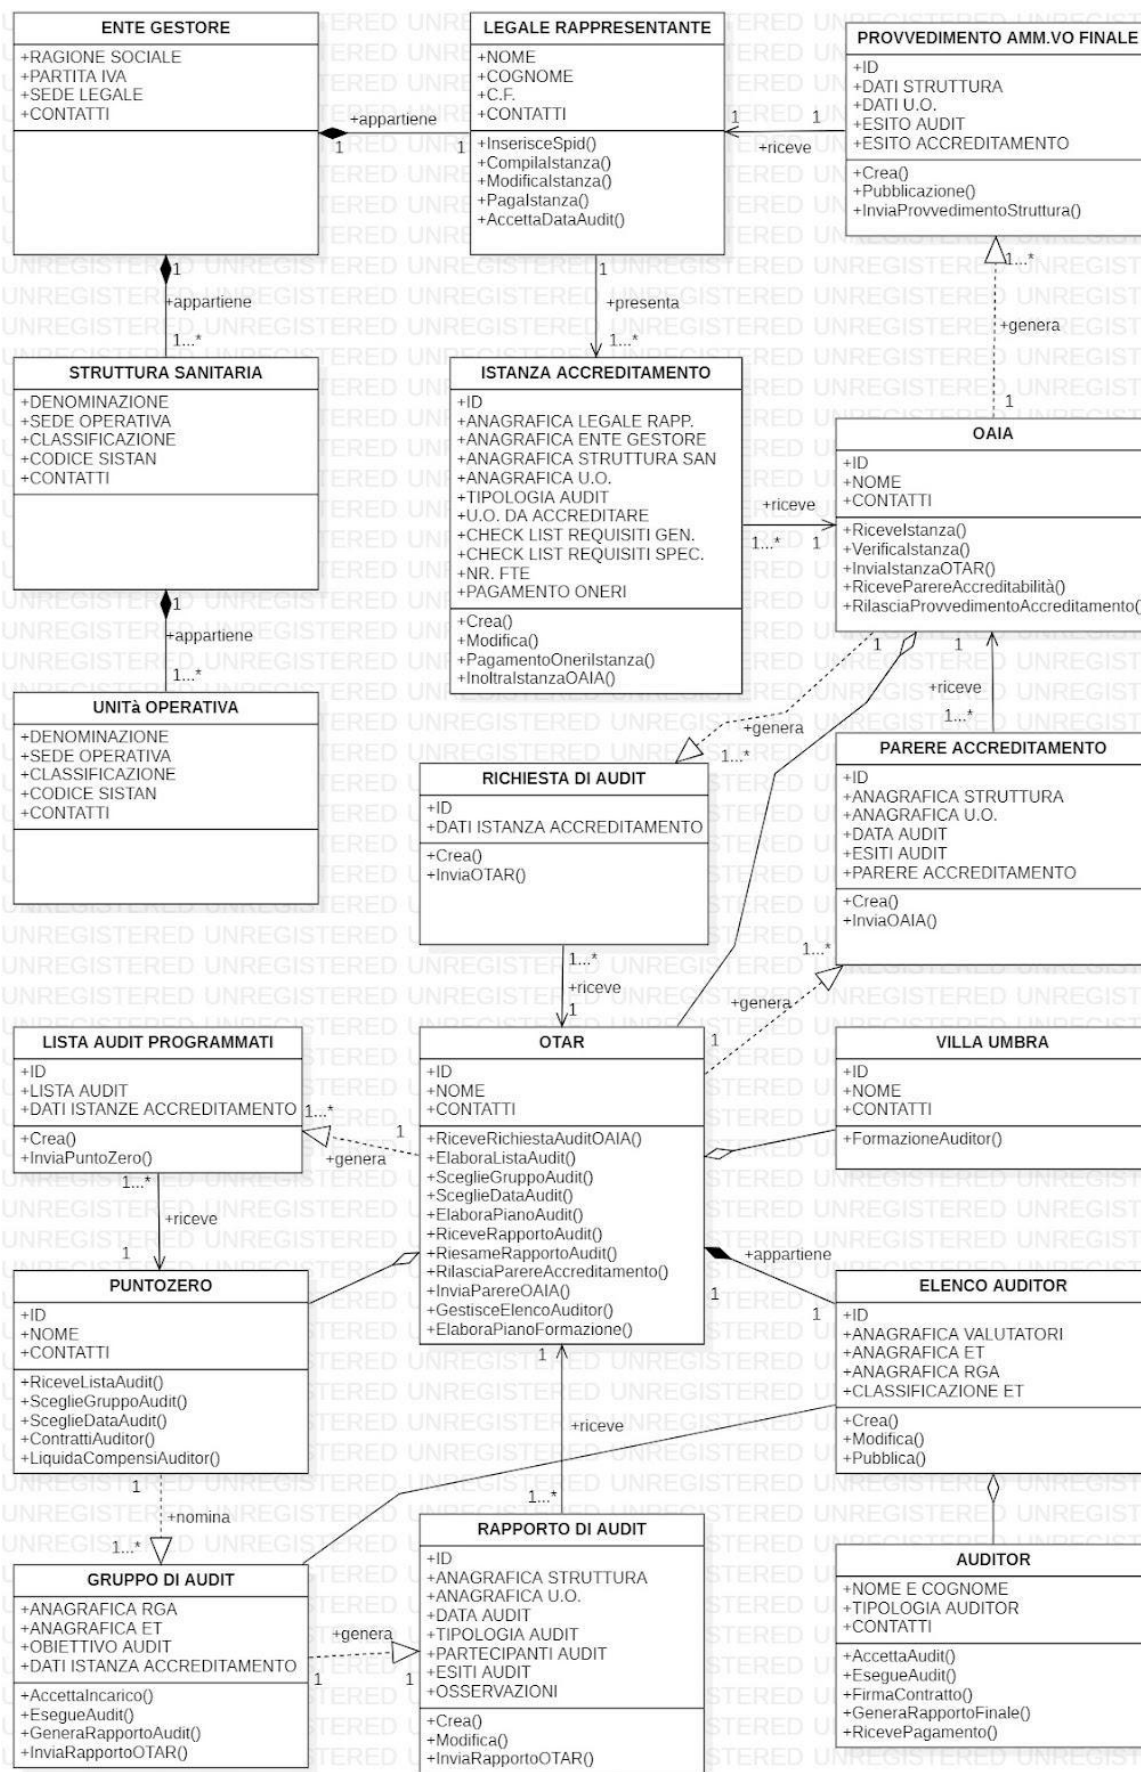 ENTE GESTORE
+RAGIONE SOCIALE
+PARTITA IVA
+SEDE LEGALE
+CONTATTI
+appartiene
1
1
LEGALE RAPPRESENTANTE
+NOME
+COGNOME
+C.F.
+CONTATTI
+InserisceSpid()
+CompilaIstanza()
+ModificaIstanza()
+PagaIstanza()
+AccettaDataAudit()
1
1
+riceve
PROVVEDIMENTO AMM.VO FINALE
+ID
+DATI STRUTTURA
+DATI U.O.
+ESITO AUDIT
+ESITO ACCREDITAMENTO
+Crea()
+Pubblicazione()
+InviaProvvedimentoStruttura()
1
+appartiene
1...*
1
+presenta
1...*
1...*
+genera
1
STRUTTURA SANITARIA
+DENOMINAZIONE
+SEDE OPERATIVA
+CLASSIFICAZIONE
+CODICE SISTAN
+CONTATTI
ISTANZA ACCREDITAMENTO
+ID
+ANAGRAFICA LEGALE RAPP.
+ANAGRAFICA ENTE GESTORE
+ANAGRAFICA STRUTTURA SAN
+ANAGRAFICA U.O.
+TIPOLOGIA AUDIT
+U.O. DA ACCREDITARE
+CHECK LIST REQUISITI GEN.
+CHECK LIST REQUISITI SPEC.
+NR. FTE
+PAGAMENTO ONERI
+Crea()
+Modifica()
+PagamentoOneriIstanza()
+InoltraIstanzaOAIA()
+riceve
1...*
1
OAIA
+ID
+NOME
+CONTATTI
+RiceveIstanza()
+VerificaIstanza()
+InviaIstanzaOTAR()
+RiceveParereAccreditabilità()
+RilasciaProvvedimentoAccreditamento()
1
+appartiene
1...*
1
+genera
1...*
1
+riceve
1...*
UNITà OPERATIVA
+DENOMINAZIONE
+SEDE OPERATIVA
+CLASSIFICAZIONE
+CODICE SISTAN
+CONTATTI
RICHIESTA DI AUDIT
+ID
+DATI ISTANZA ACCREDITAMENTO
+Crea()
+InviaOTAR()
PARERE ACCREDITAMENTO
+ID
+ANAGRAFICA STRUTTURA
+ANAGRAFICA U.O.
+DATA AUDIT
+ESITI AUDIT
+PARERE ACCREDITAMENTO
+Crea()
+InviaOAIA()
1...*
+riceve
1
1...*
+genera
1
LISTA AUDIT PROGRAMMATI
+ID
+LISTA AUDIT
+DATI ISTANZE ACCREDITAMENTO
+Crea()
+InviaPuntoZero()
1...*
1
+genera
OTAR
+ID
+NOME
+CONTATTI
+RiceveRichiestaAuditOAIA()
+ElaboraListaAudit()
+ScegliеGruppoAudit()
+ScegliеDataAudit()
+ElaboraPianoAudit()
+RiceveRapportoAudit()
+RiesameRapportoAudit()
+RilasciaParereAccreditamento()
+InviaParereOAIA()
+GestisceElencoAuditor()
+ElaboraPianoFormazione()
VILLA UMBRA
+ID
+NOME
+CONTATTI
+FormazioneAuditor()
1...*
+riceve
1
+appartiene
1
1
PUNTOZERO
+ID
+NOME
+CONTATTI
+RiceveListaAudit()
+SceglieGruppoAudit()
+SceglieDataAudit()
+ContrattiAuditor()
+LiquidaCompensiAuditor()
ELENCO AUDITOR
+ID
+ANAGRAFICA VALUTATORI
+ANAGRAFICA ET
+ANAGRAFICA RGA
+CLASSIFICAZIONE ET
+Crea()
+Modifica()
+Pubblica()
1
+nomina
1...*
1
+riceve
1...*
GRUPPO DI AUDIT
+ANAGRAFICA RGA
+ANAGRAFICA ET
+OBIETTIVO AUDIT
+DATI ISTANZA ACCREDITAMENTO
+AccettaIncarico()
+EsegueAudit()
+GeneraRapportoAudit()
+InviaRapportoOTAR()
+genera
1
1
RAPPORTO DI AUDIT
+ID
+ANAGRAFICA STRUTTURA
+ANAGRAFICA U.O.
+DATA AUDIT
+TIPOLOGIA AUDIT
+PARTECIPANTI AUDIT
+ESITI AUDIT
+OSSERVAZIONI
+Crea()
+Modifica()
+InviaRapportoOTAR()
AUDITOR
+NOME E COGNOME
+TIPOLOGIA AUDITOR
+CONTATTI
+AccettaAudit()
+EsegueAudit()
+FirmaContratto()
+GeneraRapportoFinale()
+RicevePagamento()
UNREGISTERED